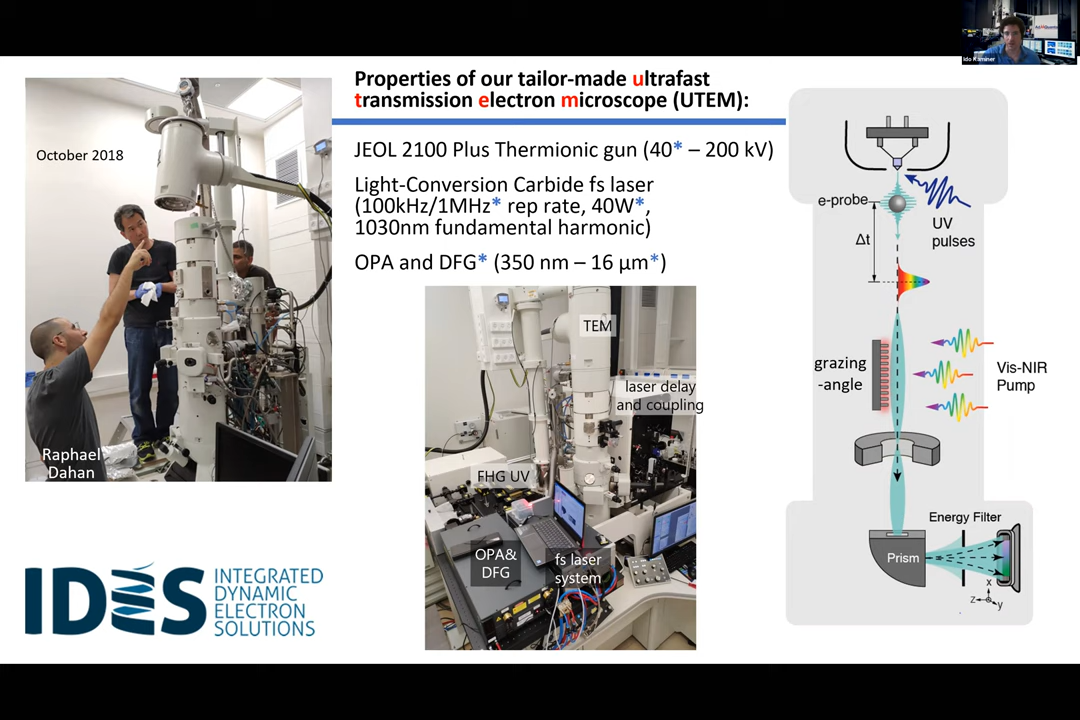 Ido Kaminer
Properties of our tailor-made ultrafast
transmission electron microscope (UTEM):
October 2018
JEOL 2100 Plus Thermionic gun (40* – 200 kV)
Light-Conversion Carbide fs laser
(100kHz/1MHz* rep rate, 40W*,
1030nm fundamental harmonic)
OPA and DFG* (350 nm – 16 µm*)
Raphael
Dahan
TEM
laser delay
and coupling
FHG UV
OPA&
DFG
fs laser
system
e-probe
UV
pulses
Δt
grazing
-angle
Vis-NIR
Pump
Energy Filter
Prism
x
z
y
IDES
INTEGRATED
DYNAMIC
ELECTRON
SOLUTIONS